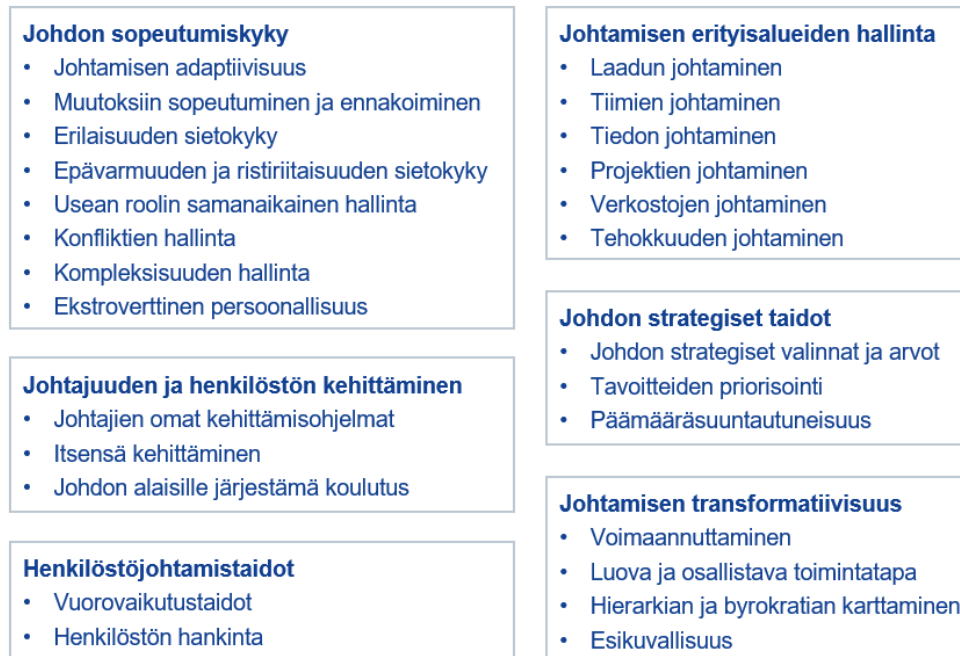 Johdon sopeutumiskyky
• Johtamisen adaptiivisuus
• Muutoksiin sopeutuminen ja ennakoiminen
• Erilaisuuden sietokyky
• Epävarmuuden ja ristiriitaisuuden sietokyky
• Usean roolin samanaikainen hallinta
• Konfliktien hallinta
• Kompleksisuuden hallinta
• Ekstroverttinen persoonallisuus
Johtajuuden ja henkilöstön kehittäminen
• Johtajien omat kehittämisohjelmat
• Itsensä kehittäminen
• Johdon alaisille järjestämä koulutus
Henkilöstöjohtamistaidot
• Vuorovaikutustaidot
• Henkilöstön hankinta
Johtamisen erityisalueiden hallinta
• Laadun johtaminen
• Tiimien johtaminen
• Tiedon johtaminen
• Projektien johtaminen
• Verkostojen johtaminen
• Tehokkuuden johtaminen
Johdon strategiset taidot
• Johdon strategiset valinnat ja arvot
• Tavoitteiden priorisointi
• Päämääräsuuntautuneisuus
Johtamisen transformatiivisuus
• Voimaannuttaminen
• Luova ja osallistava toimintatapa
• Hierarkian ja byrokratian karttaminen
• Esikuvallisuus